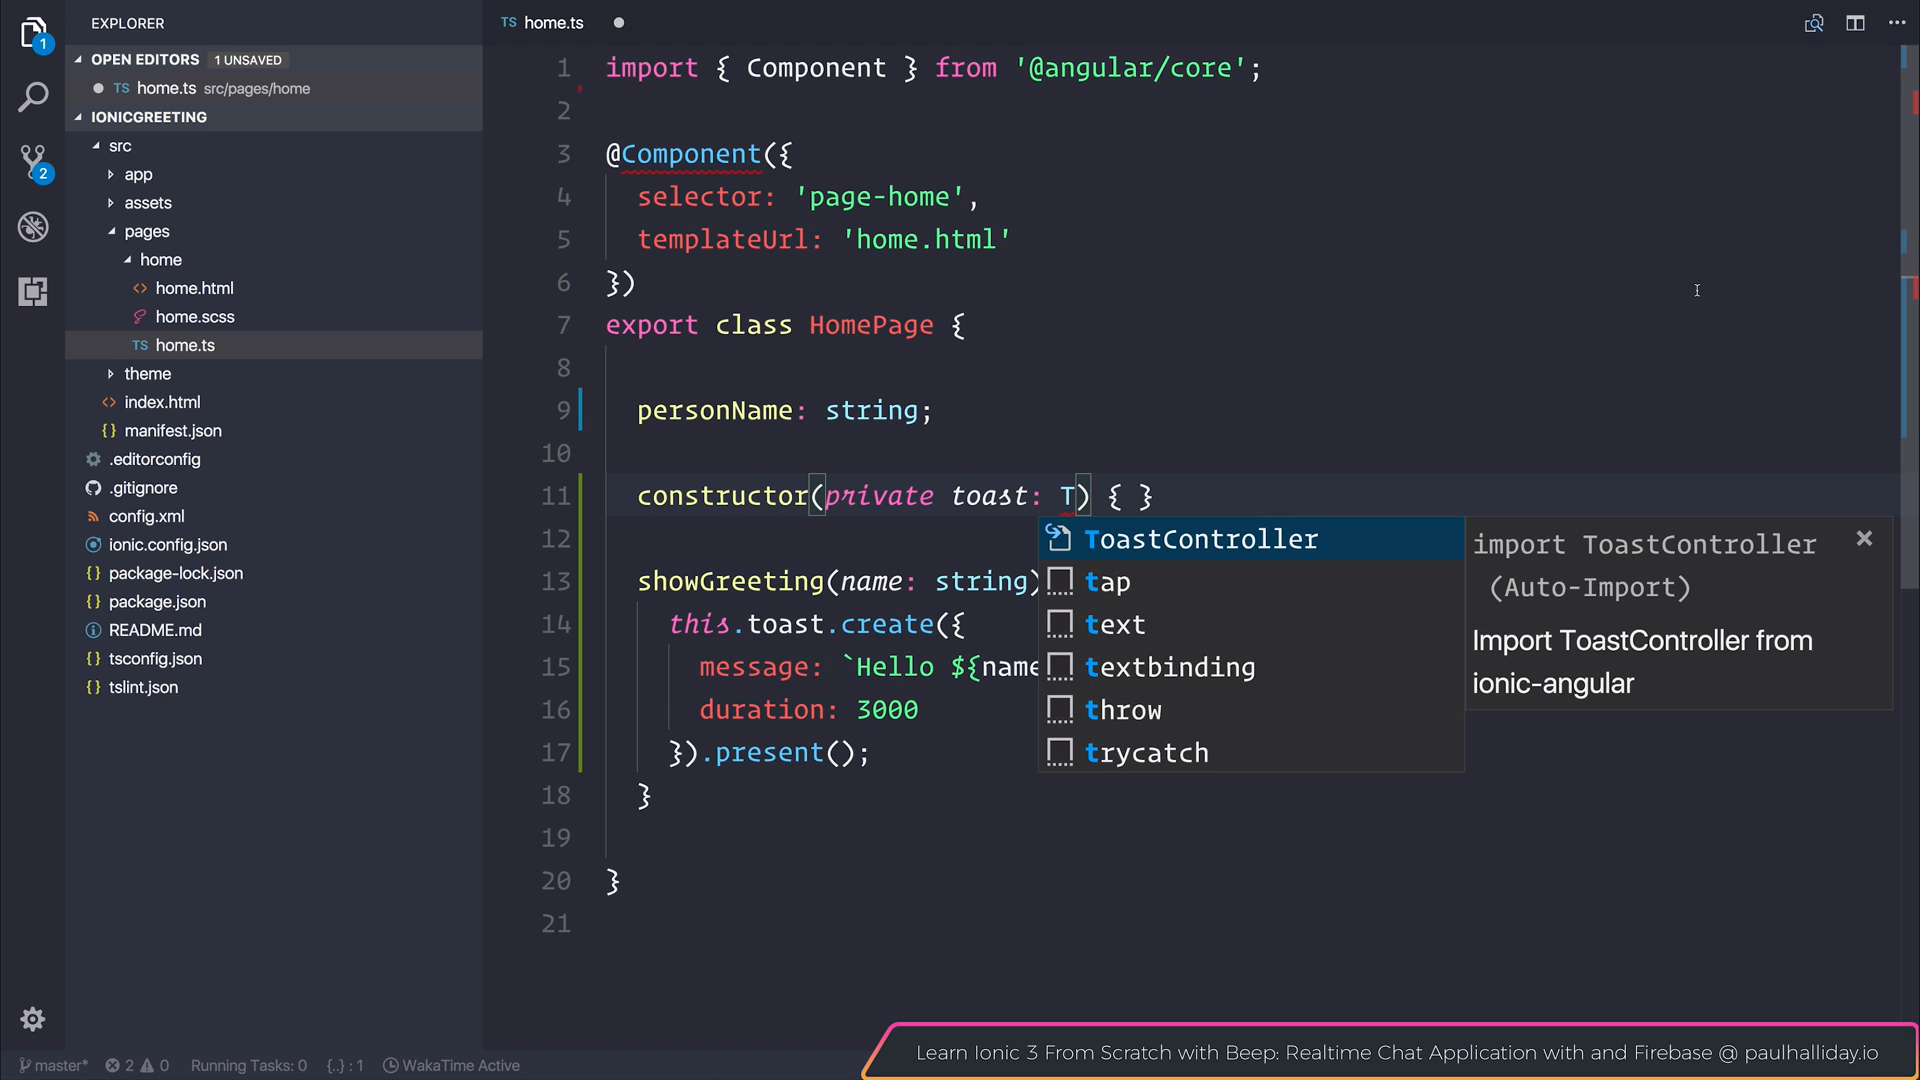 EXPLORER
TS home.ts
OPEN EDITORS 1 UNSAVED
TS home.ts src/pages/home
IONICGREETING
src
app
assets
pages
home
<> home.html
home.scss
TS home.ts
theme
<> index.html
{} manifest.json
.editorconfig
.gitignore
config.xml
ionic.config.json
{} package-lock.json
{} package.json
README.md
{} tsconfig.json
{} tslint.json
1
2
1 import { Component } from '@angular/core';
2
3 @Component({
4 selector: 'page-home',
5 templateUrl: 'home.html'
6 })
7 export class HomePage {
8
9 personName: string;
10
11 constructor(private toast: T) { }
12
13 showGreeting(name: string)
14 this.toast.create({
15 message: `Hello ${name
16 duration: 3000
17 }).present();
18 }
19
20 }
21
ToastController
tap
text
textbinding
throw
trycatch
import ToastController
(Auto-Import)
Import ToastController from
ionic-angular
master* 2 0 Running Tasks: 0 {..} : 1 WakaTime Active
Learn Ionic 3 From Scratch with Beep: Realtime Chat Application with and Firebase @ paulhalliday.io